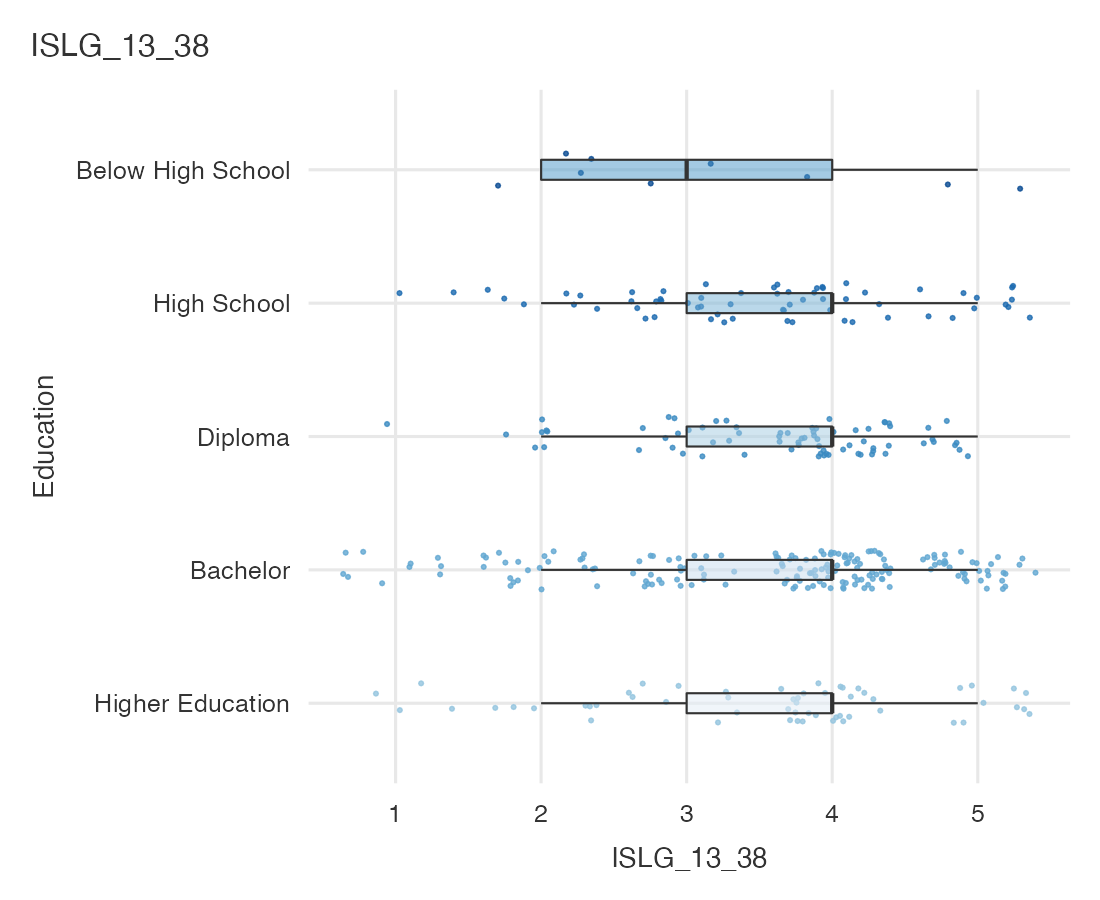 ISLG_13_38
Below High School
High School
Diploma
Bachelor
Higher Education
Education
1 2 3 4 5
ISLG_13_38